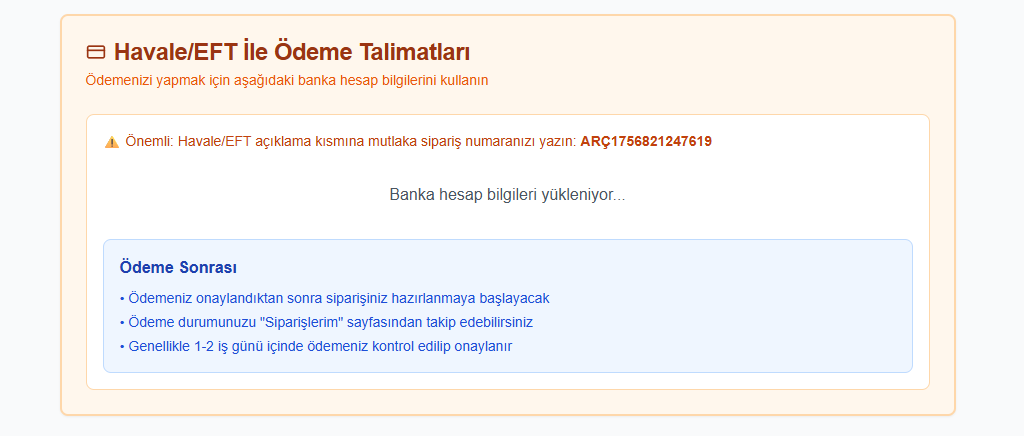 Havale/EFT İle Ödeme Talimatları
Ödemenizi yapmak için aşağıdaki banka hesap bilgilerini kullanın
Önemli: Havale/EFT açıklama kısmına mutlaka sipariş numaranızı yazın: ARÇ1756821247619
Banka hesap bilgileri yükleniyor...
Ödeme Sonrası
• Ödemeniz onaylandıktan sonra siparişiniz hazırlanmaya başlayacak
• Ödeme durumunuzu "Siparişlerim" sayfasından takip edebilirsiniz
• Genellikle 1-2 iş günü içinde ödemeniz kontrol edilip onaylanır